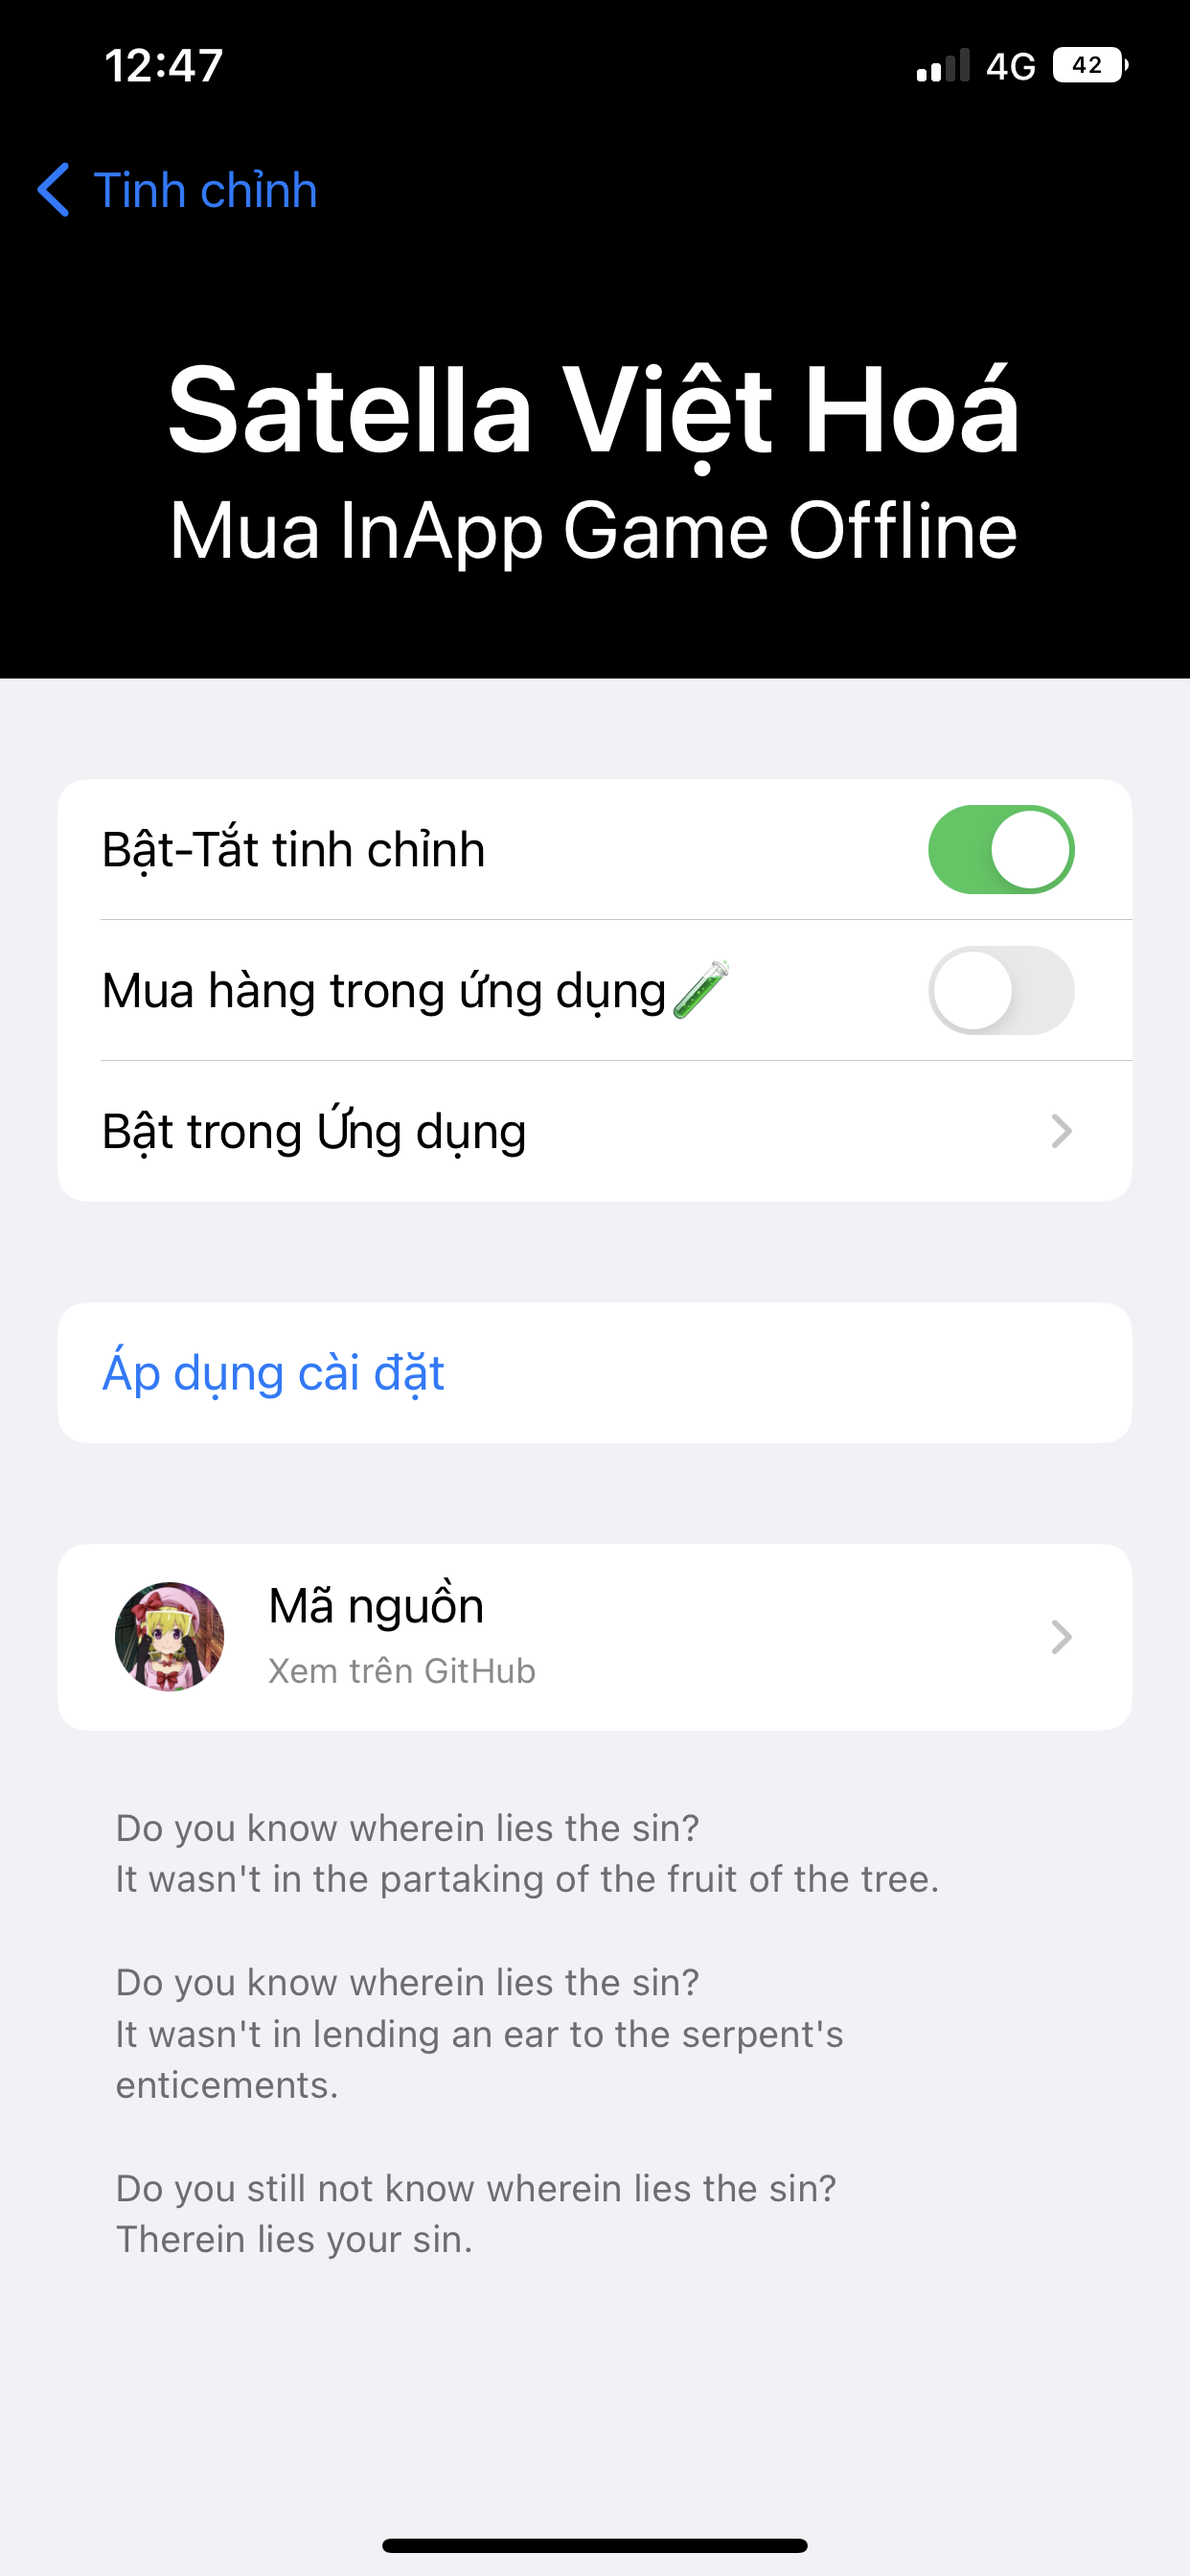 12:47
4G 42
Tinh chỉnh
Satella Việt Hoá
Mua InApp Game Offline
Bật-Tắt tinh chỉnh
Mua hàng trong ứng dụng
Bật trong Ứng dụng
Áp dụng cài đặt
Mã nguồn
Xem trên GitHub
Do you know wherein lies the sin?
It wasn't in the partaking of the fruit of the tree.
Do you know wherein lies the sin?
It wasn't in lending an ear to the serpent's
enticements.
Do you still not know wherein lies the sin?
Therein lies your sin.